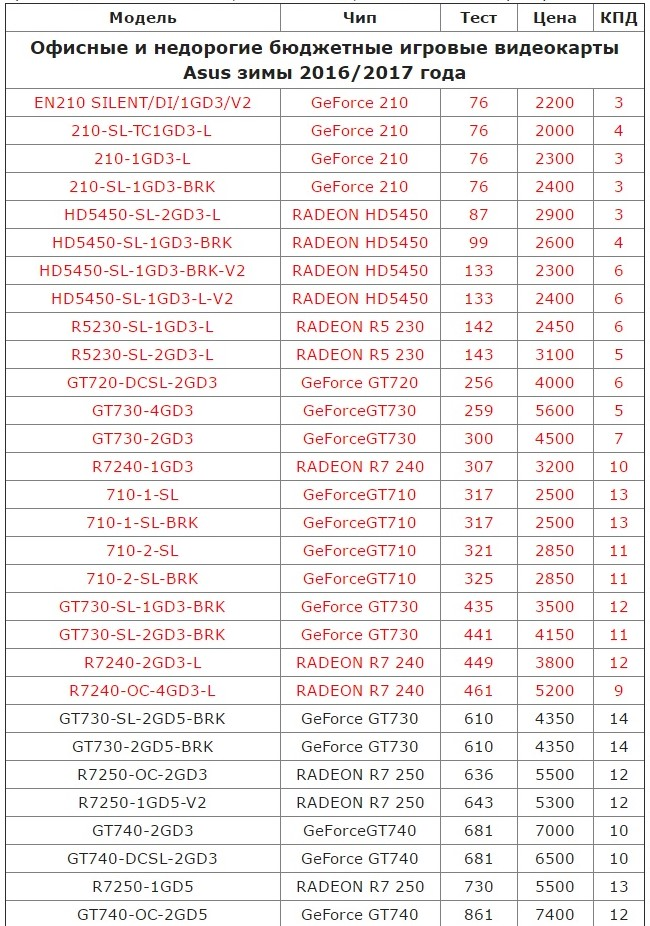 Модель Чип Тест Цена КПД
Офисные и недорогие бюджетные игровые видеокарты
Asus зимы 2016/2017 года
EN210 SILENT/DI/1GD3/V2 GeForce 210 76 2200 3
210-SL-TC1GD3-L GeForce 210 76 2000 4
210-1GD3-L GeForce 210 76 2300 3
210-SL-1GD3-BRK GeForce 210 76 2400 3
HD5450-SL-2GD3-L RADEON HD5450 87 2900 3
HD5450-SL-1GD3-BRK RADEON HD5450 99 2600 4
HD5450-SL-1GD3-BRK-V2 RADEON HD5450 133 2300 6
HD5450-SL-1GD3-L-V2 RADEON HD5450 133 2400 6
R5230-SL-1GD3-L RADEON R5 230 142 2450 6
R5230-SL-2GD3-L RADEON R5 230 143 3100 5
GT720-DCSL-2GD3 GeForce GT720 256 4000 6
GT730-4GD3 GeForceGT730 259 5600 5
GT730-2GD3 GeForceGT730 300 4500 7
R7240-1GD3 RADEON R7 240 307 3200 10
710-1-SL GeForceGT710 317 2500 13
710-1-SL-BRK GeForceGT710 317 2500 13
710-2-SL GeForceGT710 321 2850 11
710-2-SL-BRK GeForceGT710 325 2850 11
GT730-SL-1GD3-BRK GeForce GT730 435 3500 12
GT730-SL-2GD3-BRK GeForce GT730 441 4150 11
R7240-2GD3-L RADEON R7 240 449 3800 12
R7240-OC-4GD3-L RADEON R7 240 461 5200 9
GT730-SL-2GD5-BRK GeForce GT730 610 4350 14
GT730-2GD5-BRK GeForce GT730 610 4350 14
R7250-OC-2GD3 RADEON R7 250 636 5500 12
R7250-1GD5-V2 RADEON R7 250 643 5300 12
GT740-2GD3 GeForceGT740 681 7000 10
GT740-DCSL-2GD3 GeForce GT740 681 6500 10
R7250-1GD5 RADEON R7 250 730 5500 13
GT740-OC-2GD5 GeForce GT740 861 7400 12